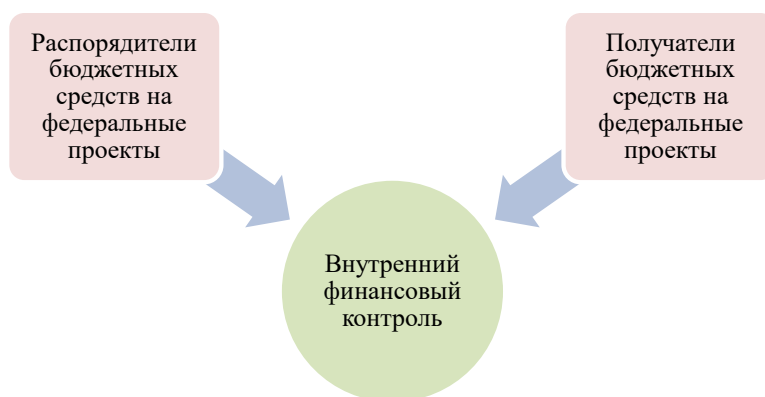 Распорядители
бюджетных
средств на
федеральные
проекты
Получатели
бюджетных
средств на
федеральные
проекты
Внутренний
финансовый
контроль